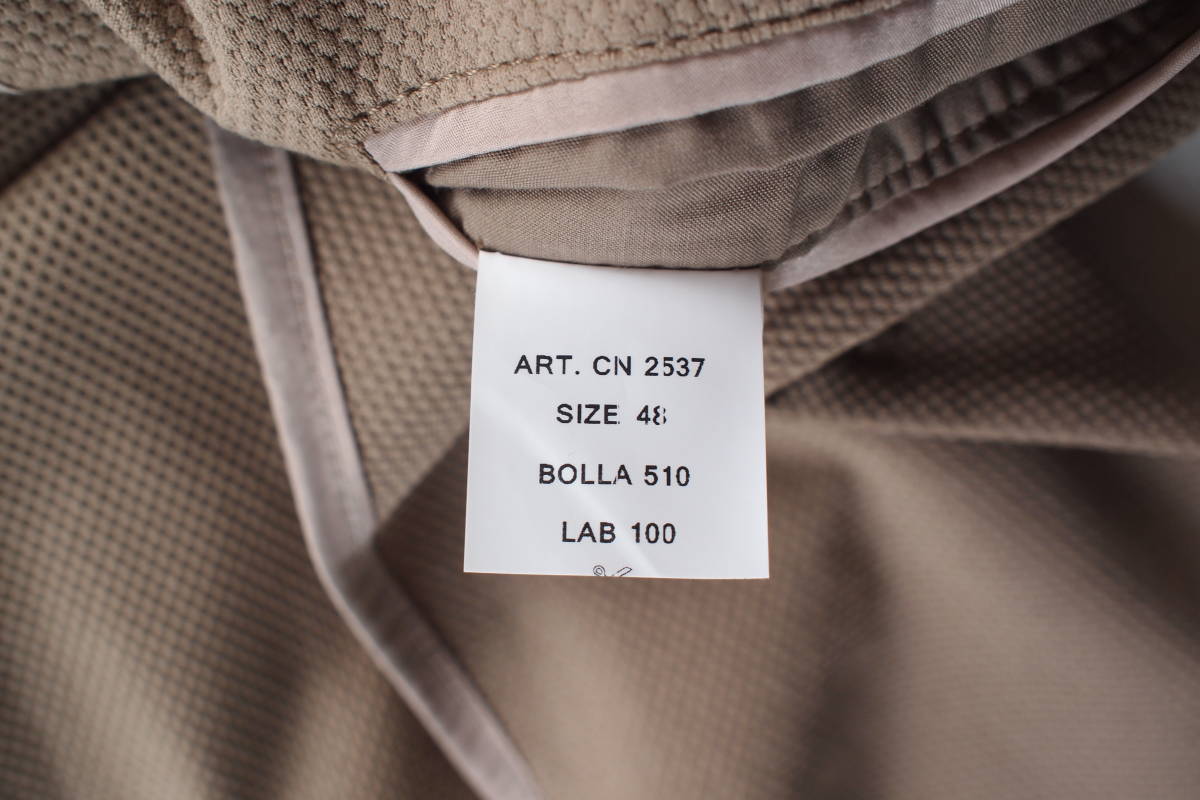 ART. CN 2537
SIZE 48
BOLLA 510
LAB 100